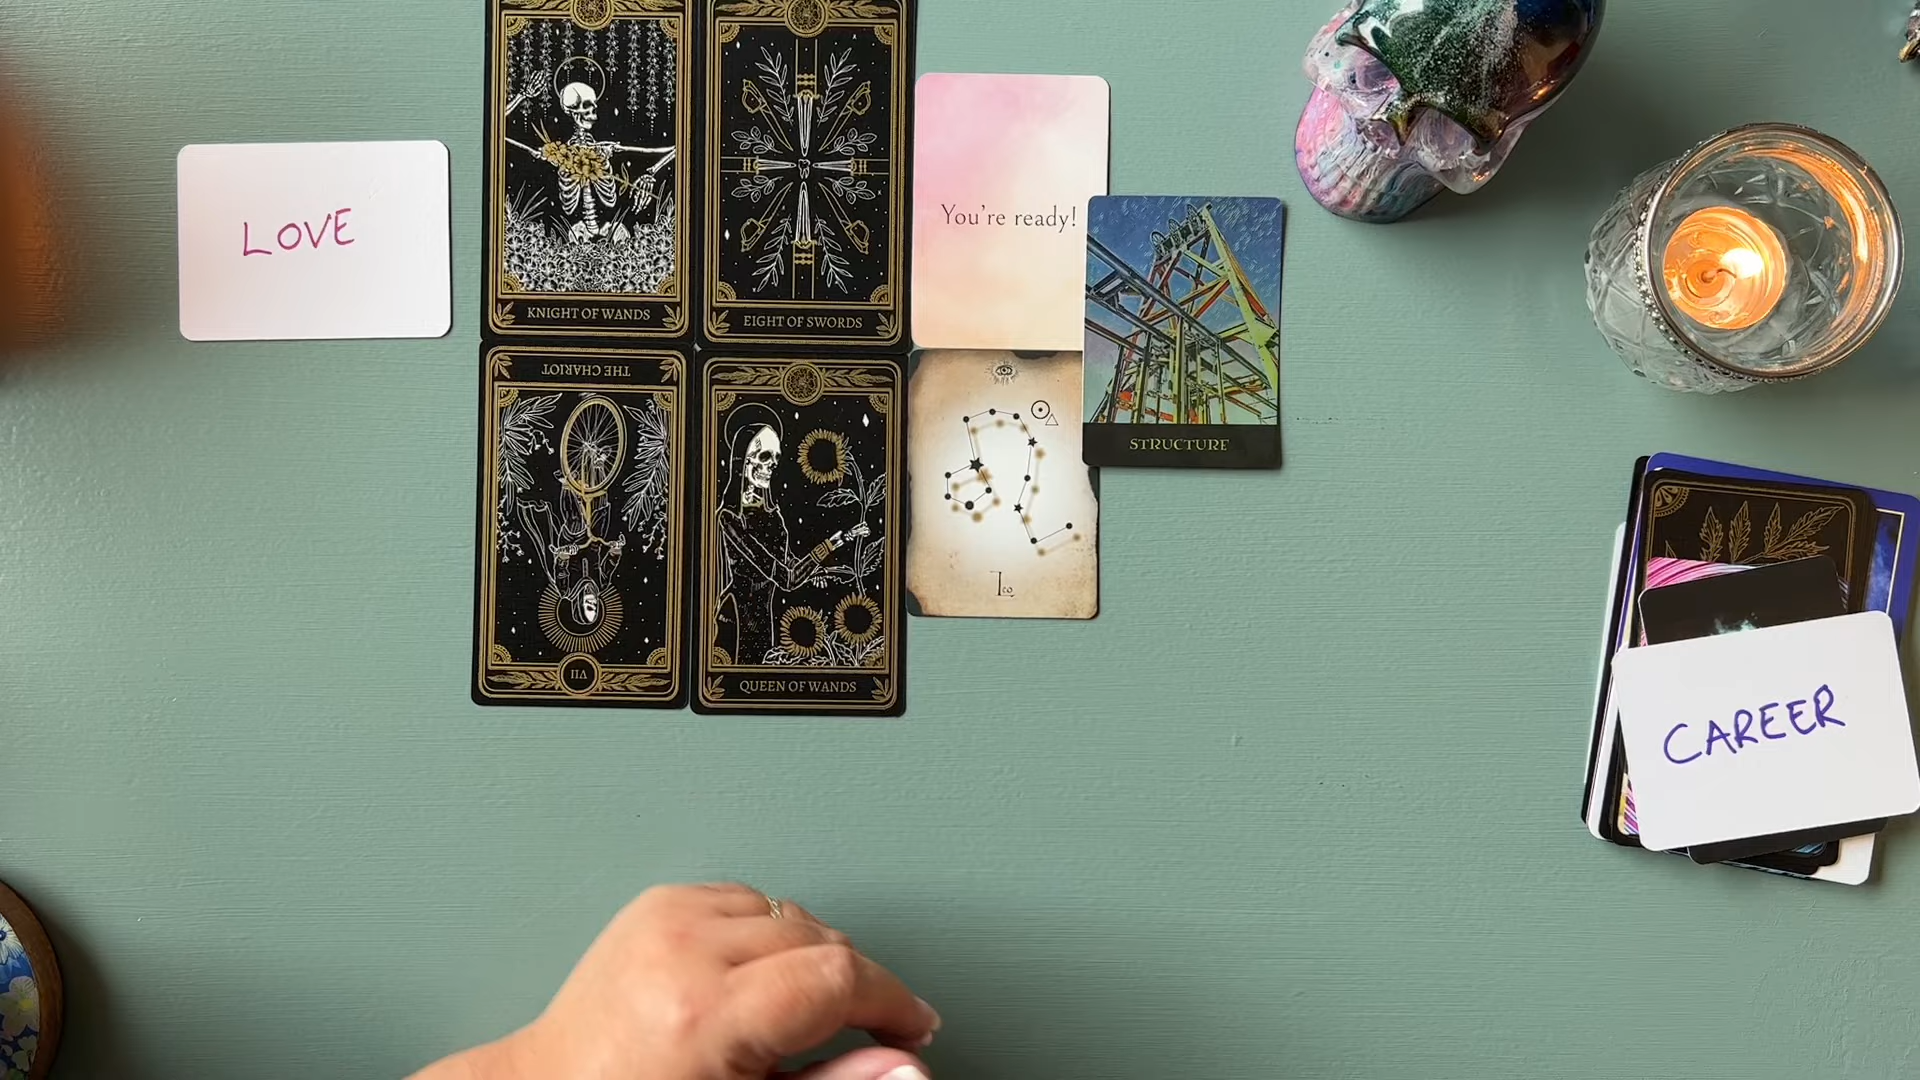 LOVE
KNIGHT OF WANDS
EIGHT OF SWORDS
You're ready!
STRUCTURE
THE CHARIOT
VII
QUEEN OF WANDS
Leo
CAREER